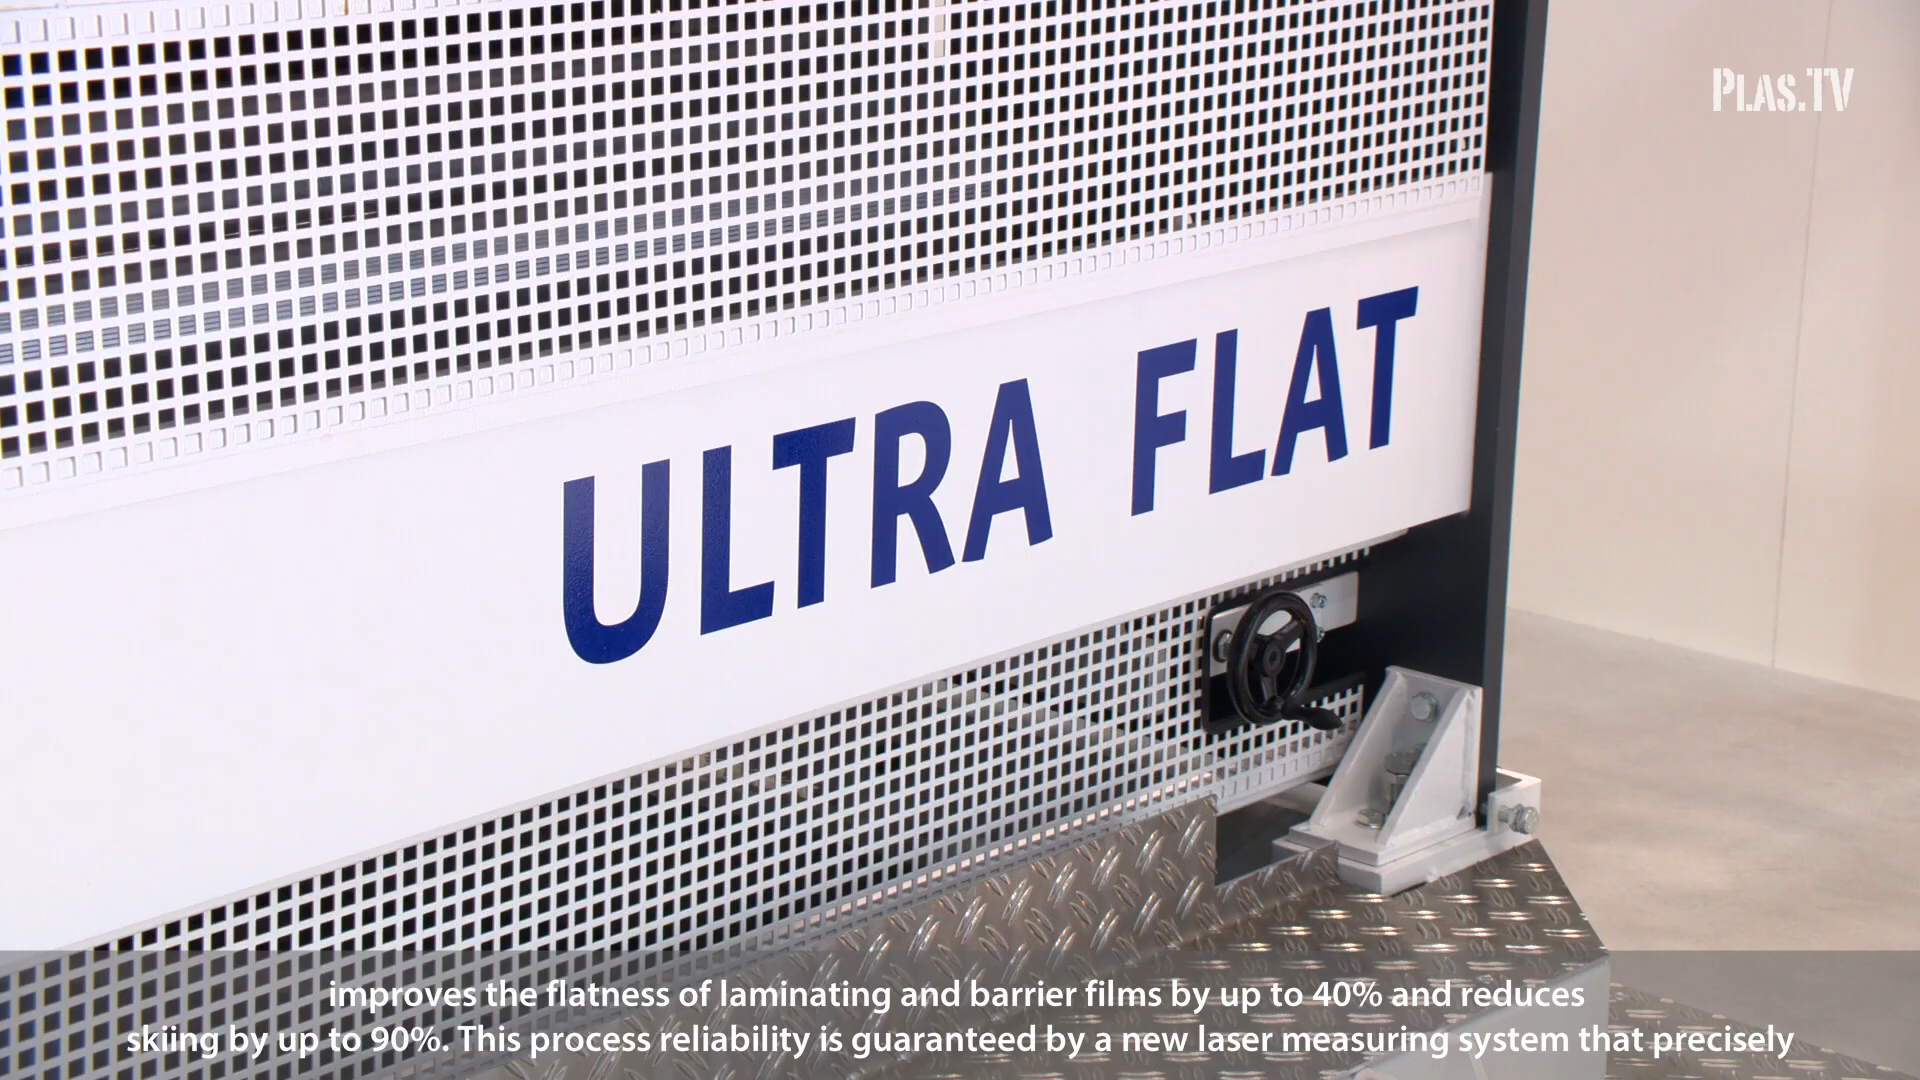 PLAS.TV
ULTRA FLAT
improves the flatness of laminating and barrier films by up to 40% and reduces
skiing by up to 90%. This process reliability is guaranteed by a new laser measuring system that precisely